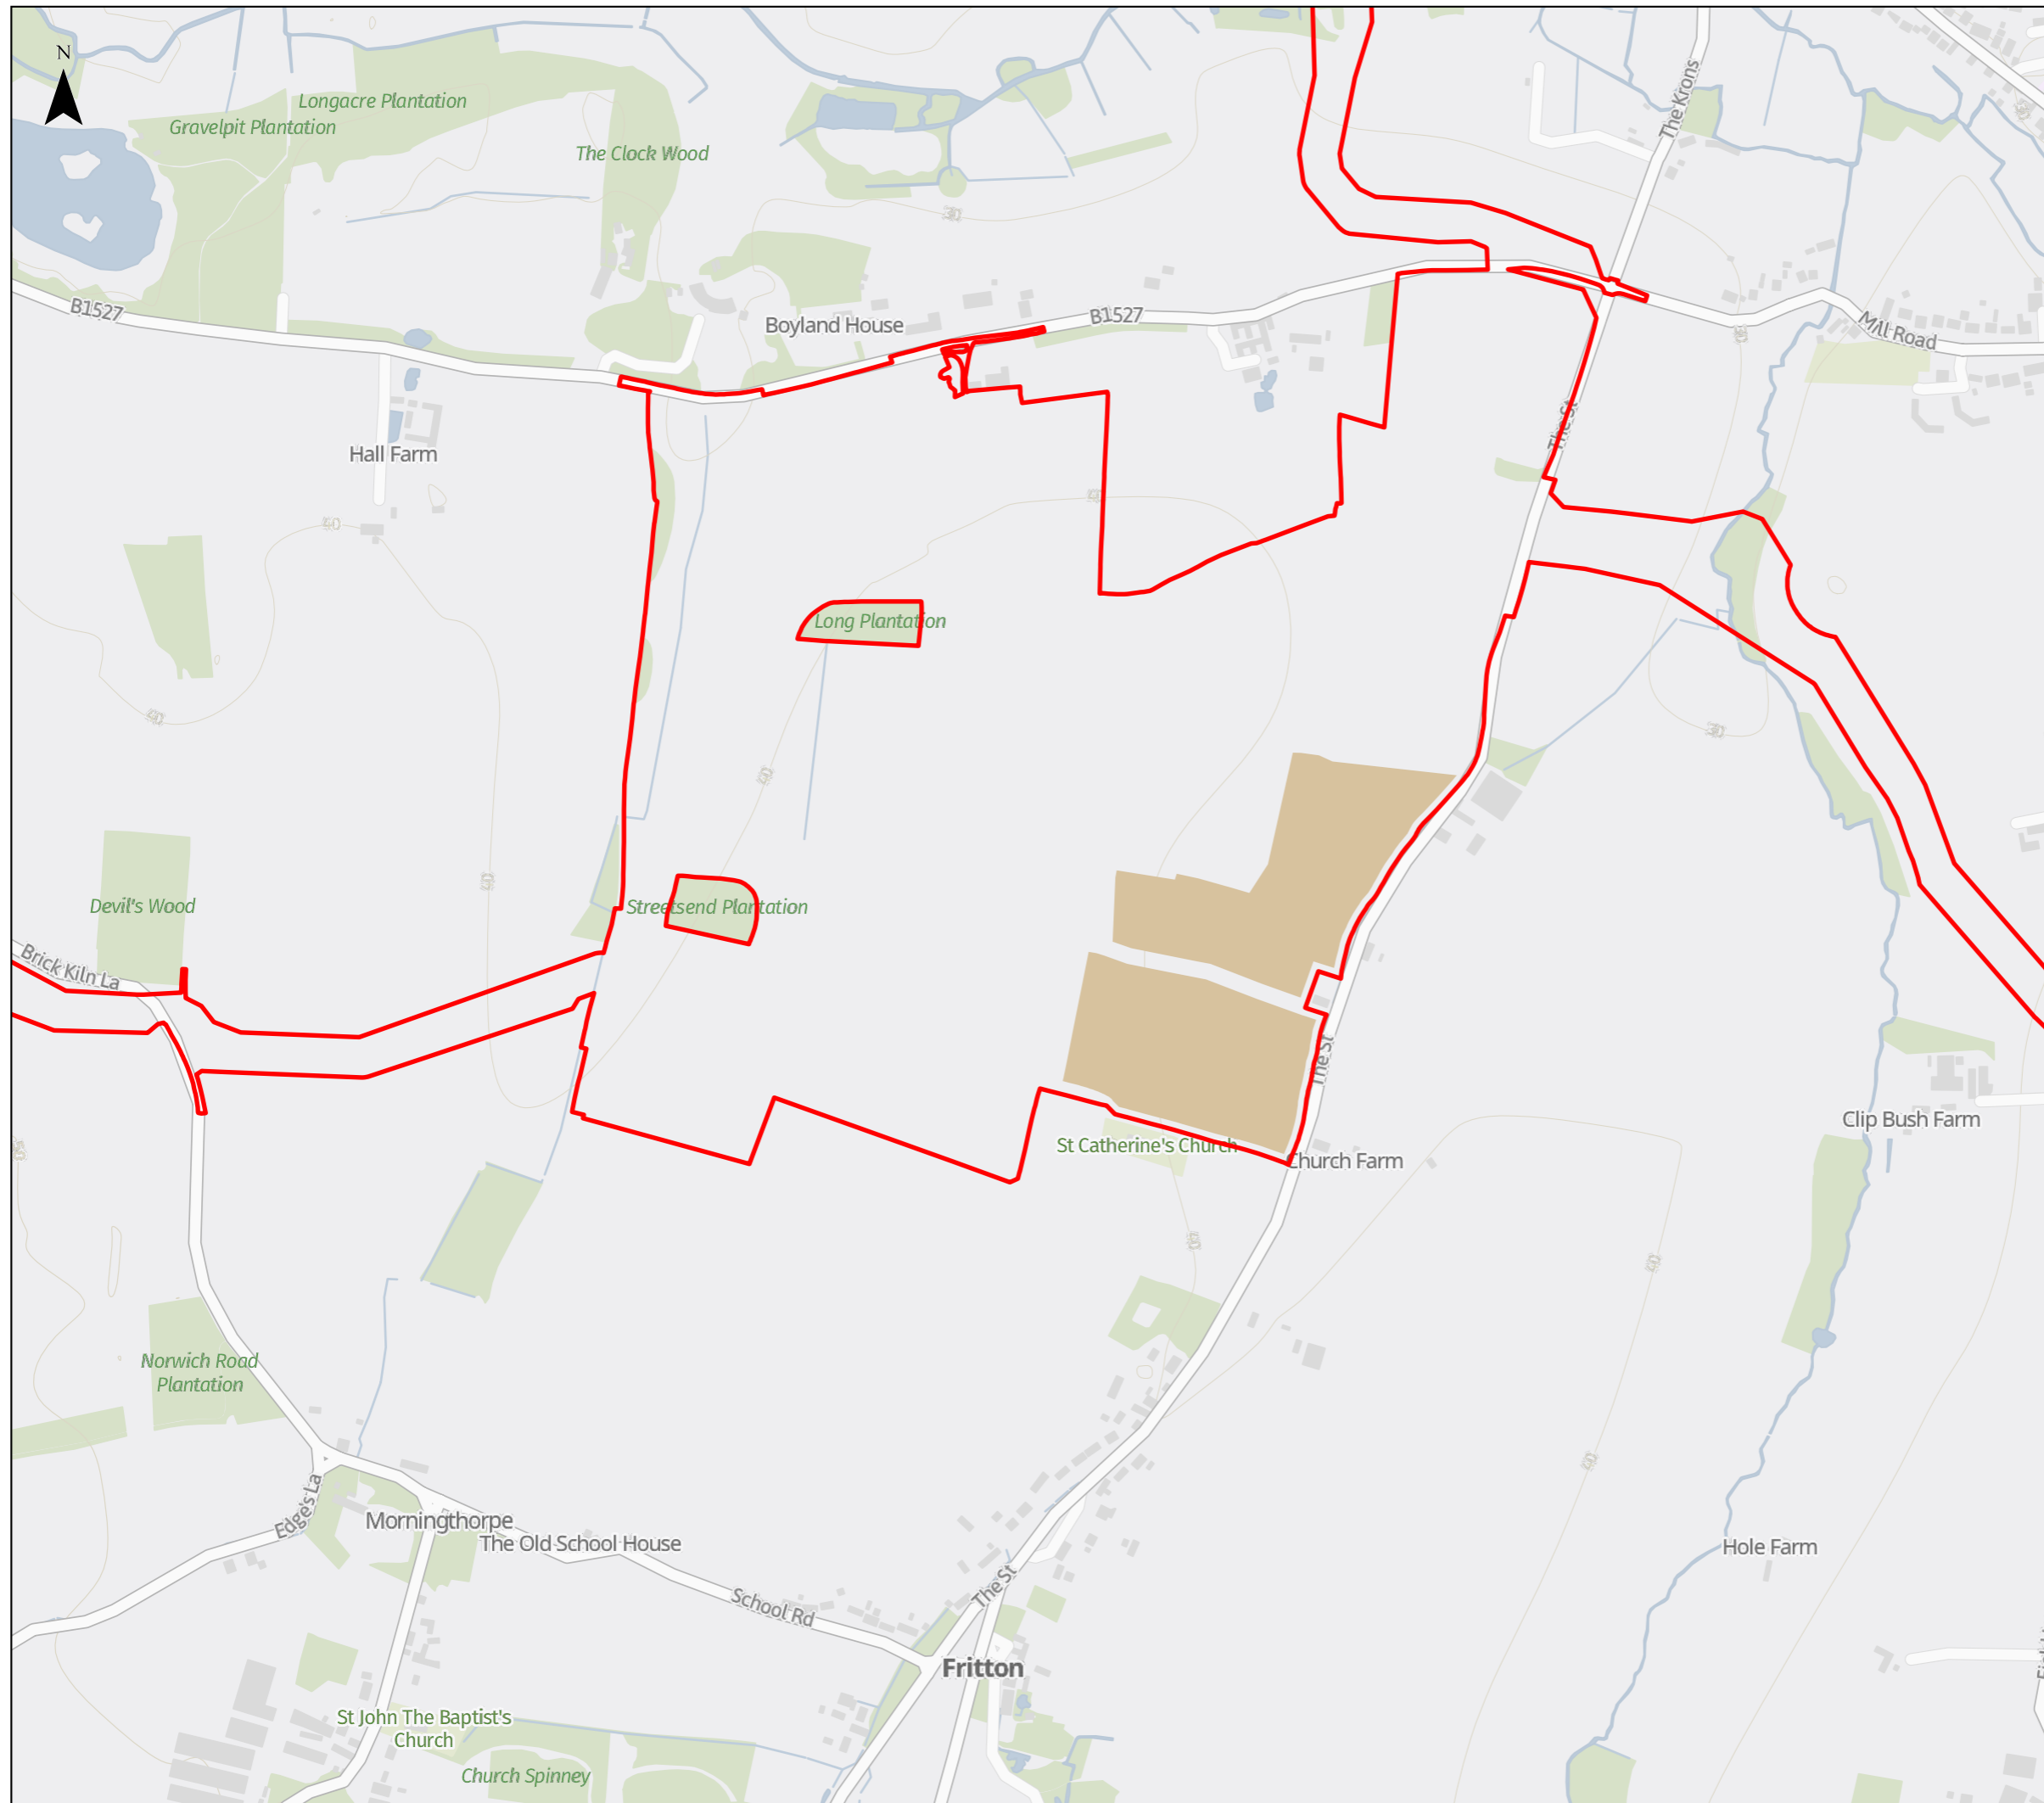 N
Longacre Plantation
Gravelpit Plantation
The Clock Wood
The Krons
B1527
Boyland House
B1527
Mill Road
Hall Farm
The St
Long Plantation
Devil's Wood
Streetsend Plantation
Brick Kiln La
The St
St Catherine's Church
Church Farm
Clip Bush Farm
Norwich Road
Plantation
Edge's La
Morningthorpe
The Old School House
Hole Farm
The St
School Rd
Fritton
St John The Baptist's
Church
Church Spinney